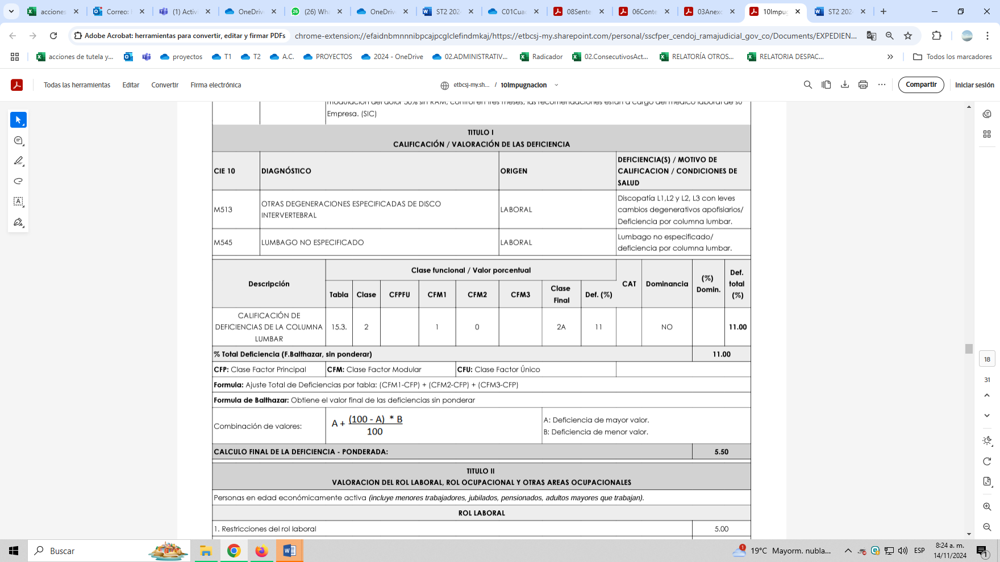 acciones
Correo:
(1) Activi
OneDriv
(26) Wha
OneDriv
ST2 202
C01Cua
08Sente
06Conte
03Anexo
10Impug
ST2 202
Adobe Acrobat: herramientas para convertir, editar y firmar PDFs
chrome-extension://efaidnbmnnnibpcajpcglclefindmkaj/https://etbcsj-my.sharepoint.com/personal/sscfper_cendoj_ramajudicial_gov_co/Documents/EXPEDIEN...
acciones de tutela y...
proyectos
T1
T2
A.C.
PROYECTOS
2024 - OneDrive
02.ADMINISTRATIV...
Radicador
02.ConsecutivosAct...
RELATORÍA OTROS...
RELATORIA DESPAC...
»
Todos los marcadores
Todas las herramientas
Editar
Convertir
Firma electrónica
etbcsj-my.sh... / 10Impugnacion
Compartir
Iniciar sesión
modulación del dolor 50% sin RAM, control en tres meses, las recomendaciones están a cargo del médico laboral de su
Empresa. (SIC)
TITULO I
CALIFICACIÓN / VALORACIÓN DE LAS DEFICIENCIA
CIE 10
DIAGNÓSTICO
ORIGEN
DEFICIENCIA(S) / MOTIVO DE
CALIFICACION / CONDICIONES DE
SALUD
M513
OTRAS DEGENERACIONES ESPECIFICADAS DE DISCO
INTERVERTEBRAL
LABORAL
Discopatía L1,L2 y L2, L3 con leves
cambios degenerativos apofisiarios/
Deficiencia por columna lumbar.
M545
LUMBAGO NO ESPECIFICADO
LABORAL
Lumbago no especificado/
deficiencia por columna lumbar.
Descripción
Clase funcional / Valor porcentual
Tabla
Clase
CFPFU
CFM1
CFM2
CFM3
Clase
Final
Def. (%)
CAT
Dominancia
(%)
Domin.
Def.
total
(%)
CALIFICACIÓN DE
DEFICIENCIAS DE LA COLUMNA
LUMBAR
15.3.
2
1
0
2A
11
NO
11.00
% Total Deficiencia (F.Balthazar, sin ponderar)
11.00
CFP: Clase Factor Principal
CFM: Clase Factor Modular
CFU: Clase Factor Único
Formula: Ajuste Total de Deficiencias por tabla: (CFM1-CFP) + (CFM2-CFP) + (CFM3-CFP)
Formula de Balthazar: Obtiene el valor final de las deficiencias sin ponderar
Combinación de valores:
A + (100 - A) * B
100
A: Deficiencia de mayor valor.
B: Deficiencia de menor valor.
CALCULO FINAL DE LA DEFICIENCIA - PONDERADA:
5.50
TITULO II
VALORACION DEL ROL LABORAL, ROL OCUPACIONAL Y OTRAS AREAS OCUPACIONALES
Personas en edad económicamente activa (incluye menores trabajadores, jubilados, pensionados, adultos mayores que trabajan).
ROL LABORAL
1. Restricciones del rol laboral
5.00
18
31
Buscar
1
19°C Mayorm. nubla...
ESP
8:24 a. m.
14/11/2024
1